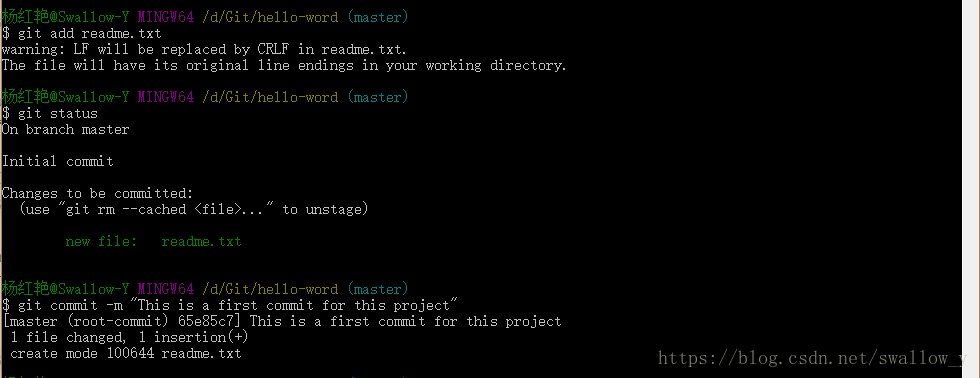 杨红艳@Swallow-Y MINGW64 /d/Git/hello-word (master)
$ git add readme.txt
warning: LF will be replaced by CRLF in readme.txt.
The file will have its original line endings in your working directory.
杨红艳@Swallow-Y MINGW64 /d/Git/hello-word (master)
$ git status
On branch master
Initial commit
Changes to be committed:
(use "git rm --cached <file>..." to unstage)
new file: readme.txt
杨红艳@Swallow-Y MINGW64 /d/Git/hello-word (master)
$ git commit -m "This is a first commit for this project"
[master (root-commit) 65e85c7] This is a first commit for this project
1 file changed, 1 insertion(+)
create mode 100644 readme.txt
https://blog.csdn.net/swallow_y